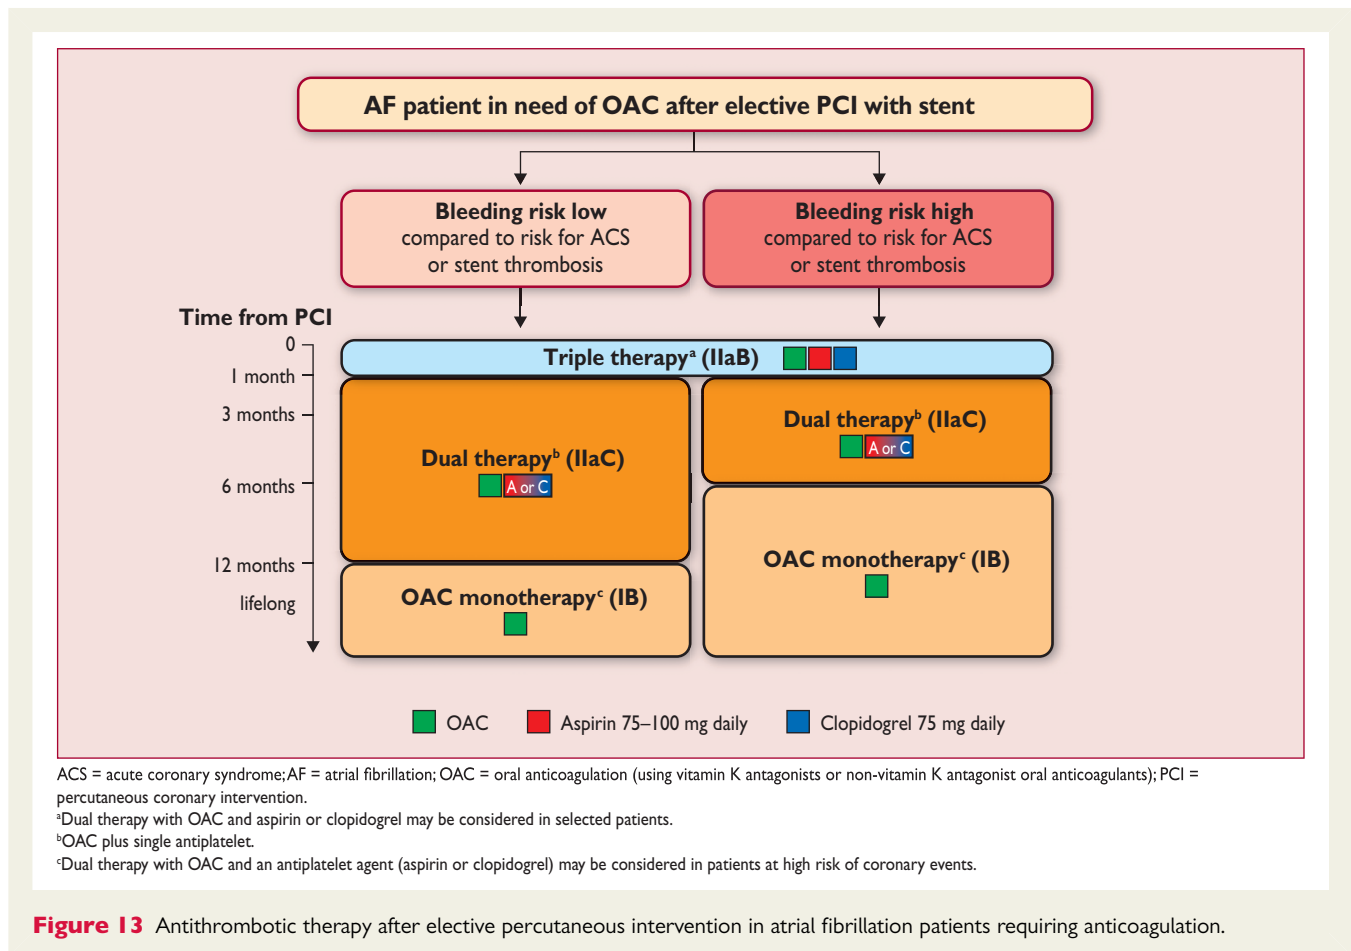 AF patient in need of OAC after elective PCI with stent
Bleeding risk low
compared to risk for ACS
or stent thrombosis
Bleeding risk high
compared to risk for ACS
or stent thrombosis
Time from PCI
0
1 month
3 months
6 months
12 months
lifelong
Triple therapyᵃ (IIaB)
Dual therapyᵇ (IIaC)
A or C
Dual therapyᵇ (IIaC)
A or C
OAC monotherapyᶜ (IB)
OAC monotherapyᶜ (IB)
OAC
Aspirin 75–100 mg daily
Clopidogrel 75 mg daily
ACS = acute coronary syndrome; AF = atrial fibrillation; OAC = oral anticoagulation (using vitamin K antagonists or non-vitamin K antagonist oral anticoagulants); PCI =
percutaneous coronary intervention.
ᵃDual therapy with OAC and aspirin or clopidogrel may be considered in selected patients.
ᵇOAC plus single antiplatelet.
ᶜDual therapy with OAC and an antiplatelet agent (aspirin or clopidogrel) may be considered in patients at high risk of coronary events.
Figure 13 Antithrombotic therapy after elective percutaneous intervention in atrial fibrillation patients requiring anticoagulation.